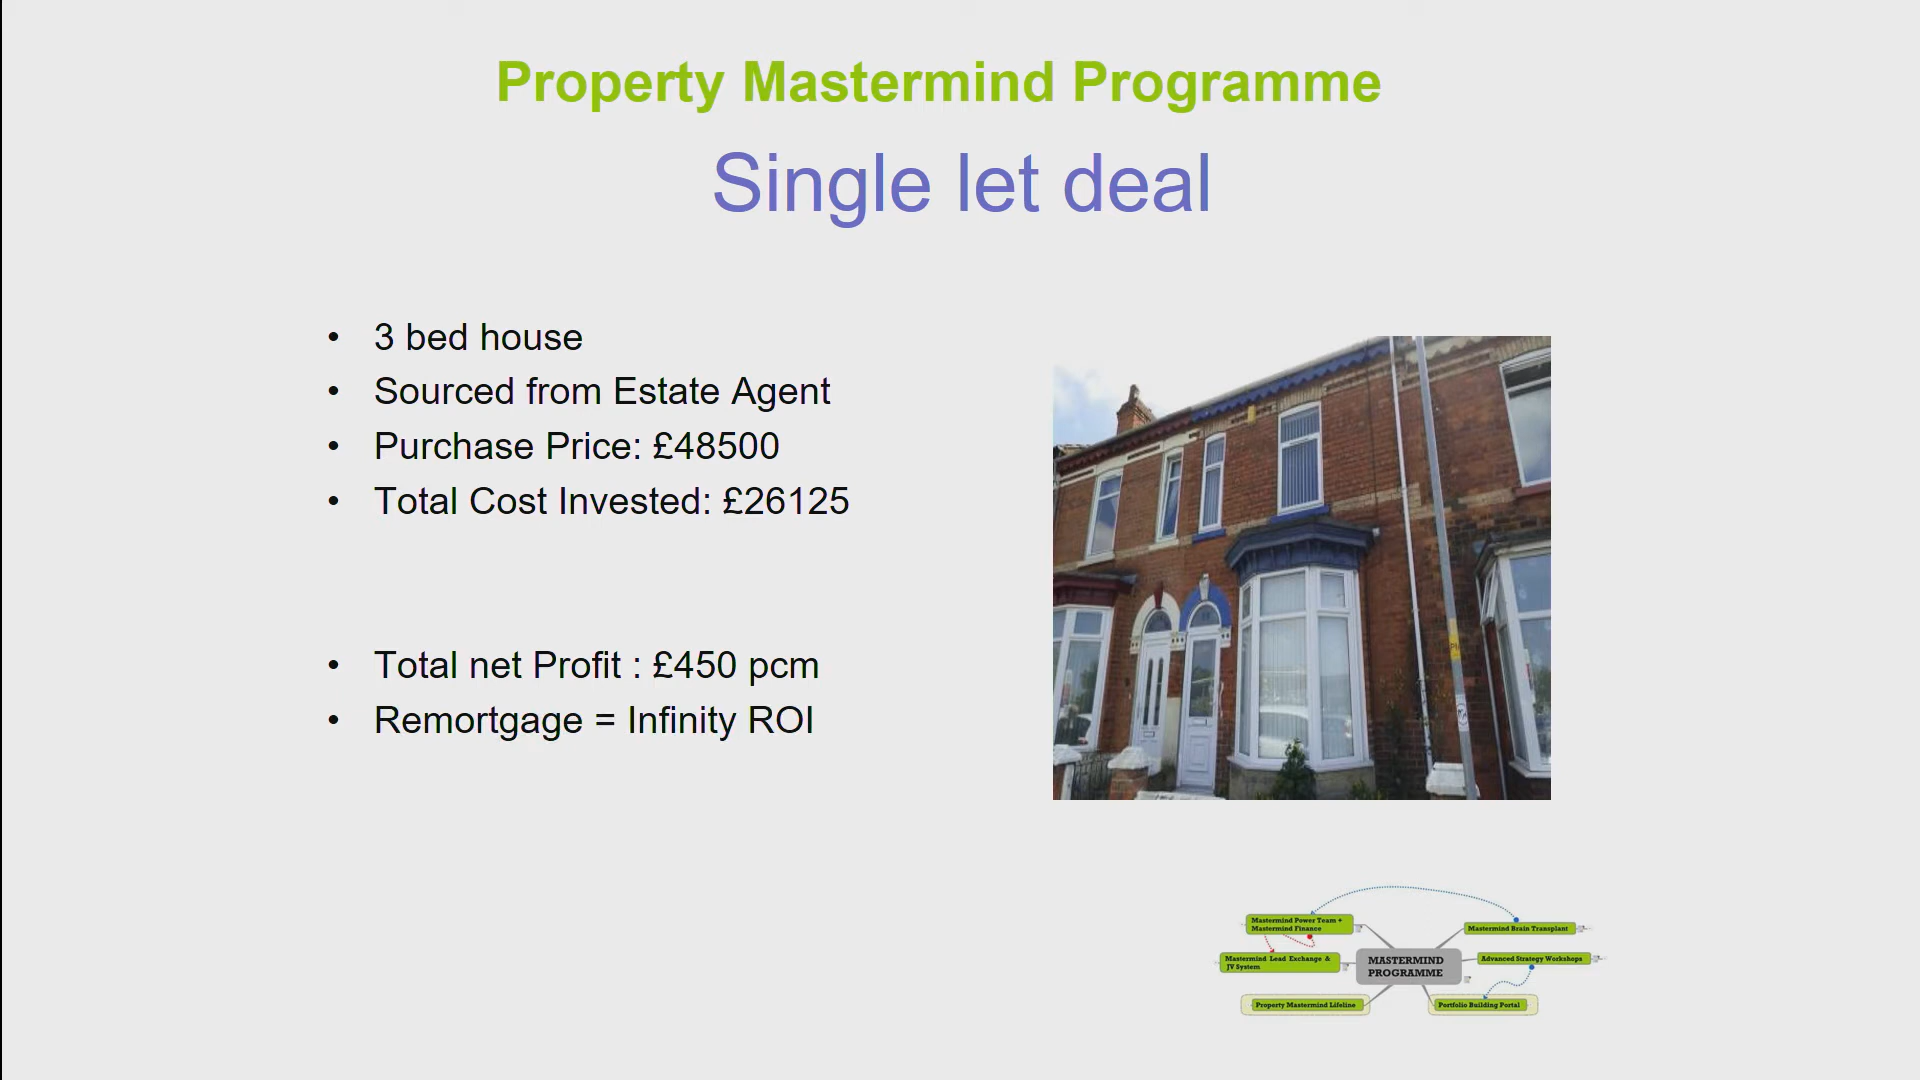 Property Mastermind Programme
Single let deal
• 3 bed house
• Sourced from Estate Agent
• Purchase Price: £48500
• Total Cost Invested: £26125
• Total net Profit : £450 pcm
• Remortgage = Infinity ROI
Mastermind Power Team +
Mastermind Finance
Mastermind Brain Transplant
Mastermind Lead Exchange &
JV System
MASTERMIND
PROGRAMME
Advanced Strategy Workshops
Property Mastermind Lifeline
Portfolio Building Portal